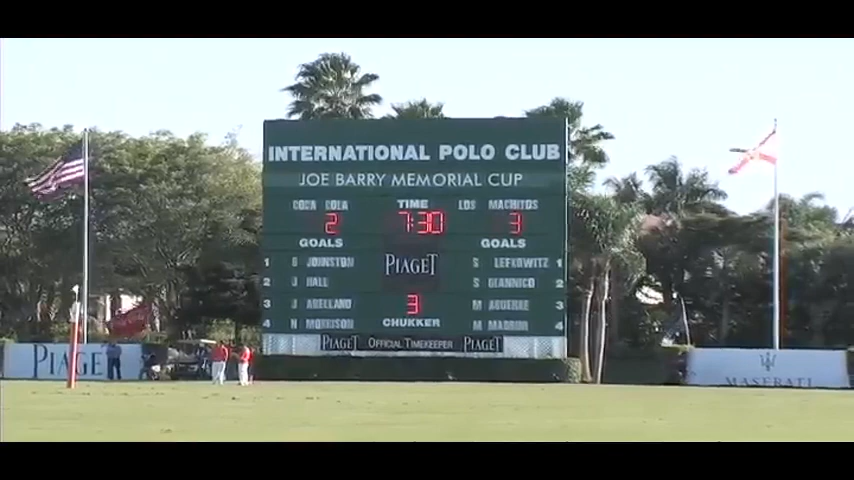 INTERNATIONAL POLO CLUB
JOE BARRY MEMORIAL CUP
COCA COLA TIME LOS MACHITOS
2 7:30 3
GOALS GOALS
1 G JOHNSTON PIAGET S LEFKOWITZ 1
2 J HALL S GIANNICO 2
3 J ARELLANO 3 M AGUERRE 3
4 N MORRISON CHUKKER M MAGRINI 4
PIAGET OFFICIAL TIMEKEEPER PIAGET
PIAGET
MASERATI